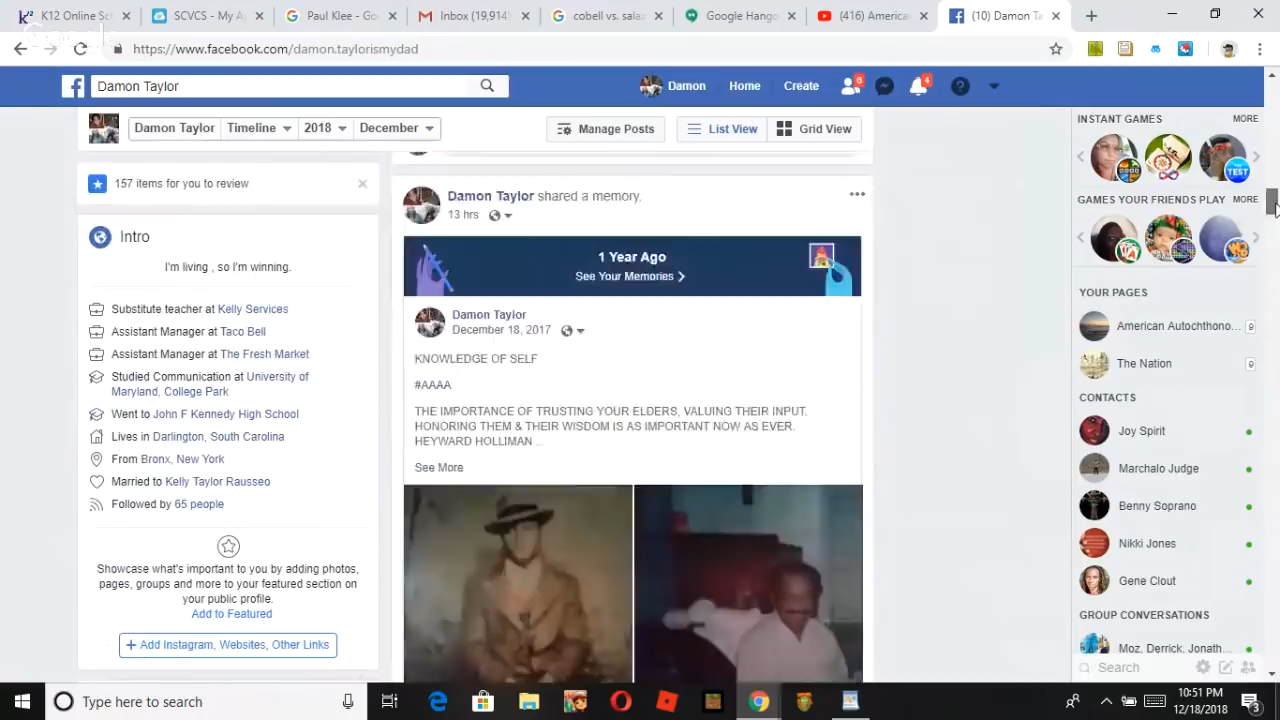 K12 Online Sc
SCVCS - My A
Paul Klee - Go
Inbox (19,914)
cobell vs. sala
Google Hang
(416) America
(10) Damon Ta
https://www.facebook.com/damon.taylorismydad
Damon Taylor
Damon
Home
Create
6
4
Damon Taylor
Timeline
2018
December
Manage Posts
List View
Grid View
157 items for you to review
Intro
I'm living , so I'm winning.
Substitute teacher at Kelly Services
Assistant Manager at Taco Bell
Assistant Manager at The Fresh Market
Studied Communication at University of
Maryland, College Park
Went to John F Kennedy High School
Lives in Darlington, South Carolina
From Bronx, New York
Married to Kelly Taylor Rausseo
Followed by 65 people
Showcase what's important to you by adding photos,
pages, groups and more to your featured section on
your public profile.
Add to Featured
+ Add Instagram, Websites, Other Links
Damon Taylor shared a memory.
13 hrs
1 Year Ago
See Your Memories
Damon Taylor
December 18, 2017
KNOWLEDGE OF SELF
#AAAA
THE IMPORTANCE OF TRUSTING YOUR ELDERS, VALUING THEIR INPUT.
HONORING THEM & THEIR WISDOM IS AS IMPORTANT NOW AS EVER.
HEYWARD HOLLIMAN ...
See More
INSTANT GAMES
MORE
TEST
GAMES YOUR FRIENDS PLAY
MORE
YOUR PAGES
American Autochthono...
9
The Nation
9
CONTACTS
Joy Spirit
Marchalo Judge
Benny Soprano
Nikki Jones
Gene Clout
GROUP CONVERSATIONS
Moz, Derrick, Jonath...
Search
Type here to search
10:51 PM
12/18/2018
3